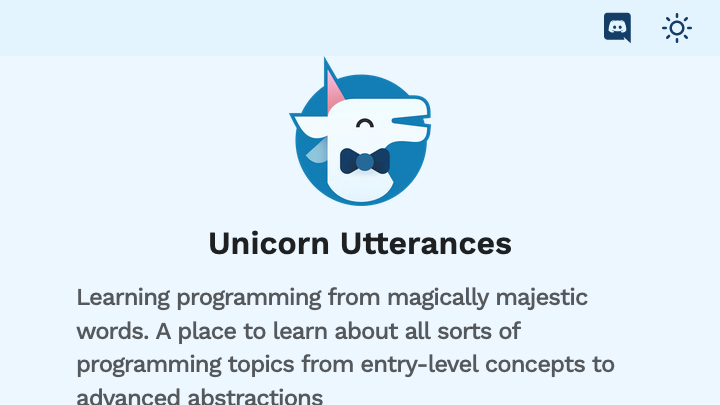 Unicorn Utterances
Learning programming from magically majestic
words. A place to learn about all sorts of
programming topics from entry-level concepts to
advanced abstractions